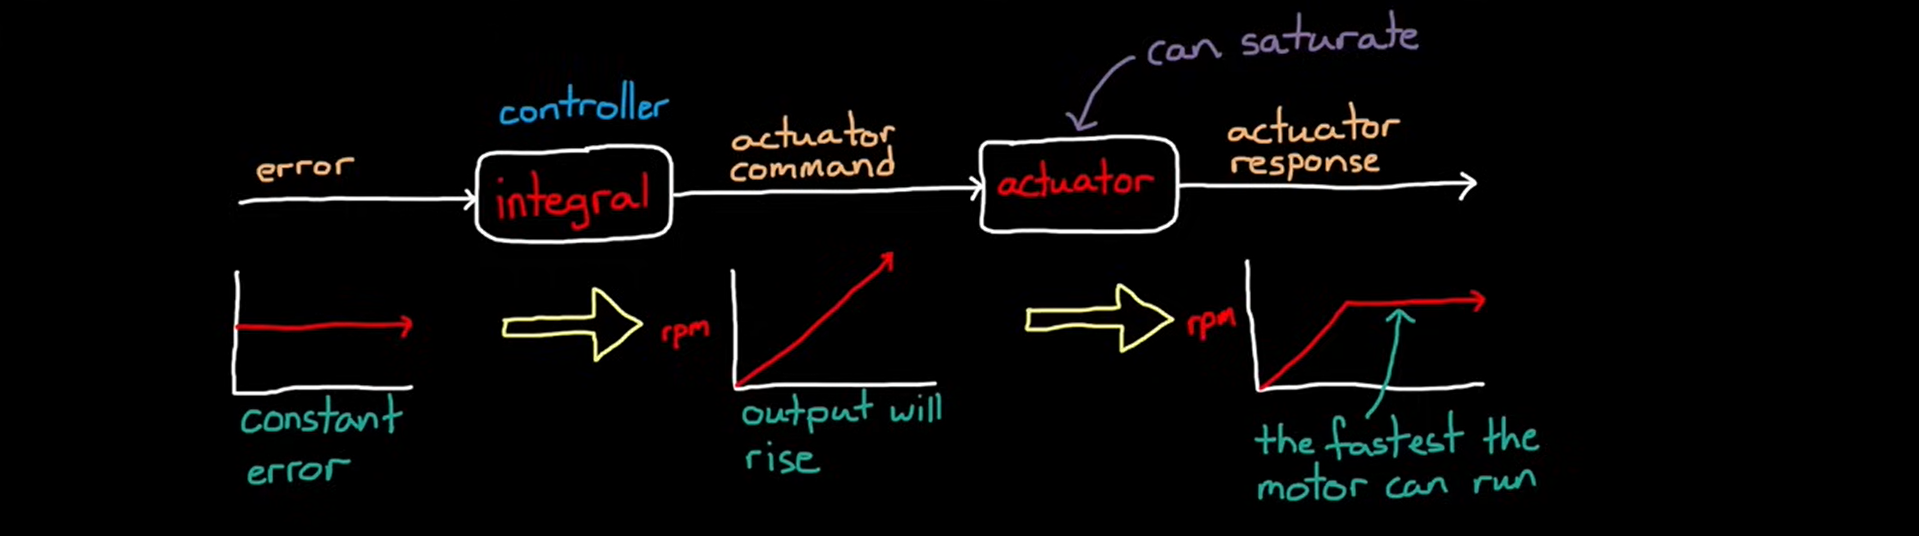 can saturate
controller
error
integral
actuator
command
actuator
actuator
response
rpm
rpm
constant
error
output will
rise
the fastest the
motor can run